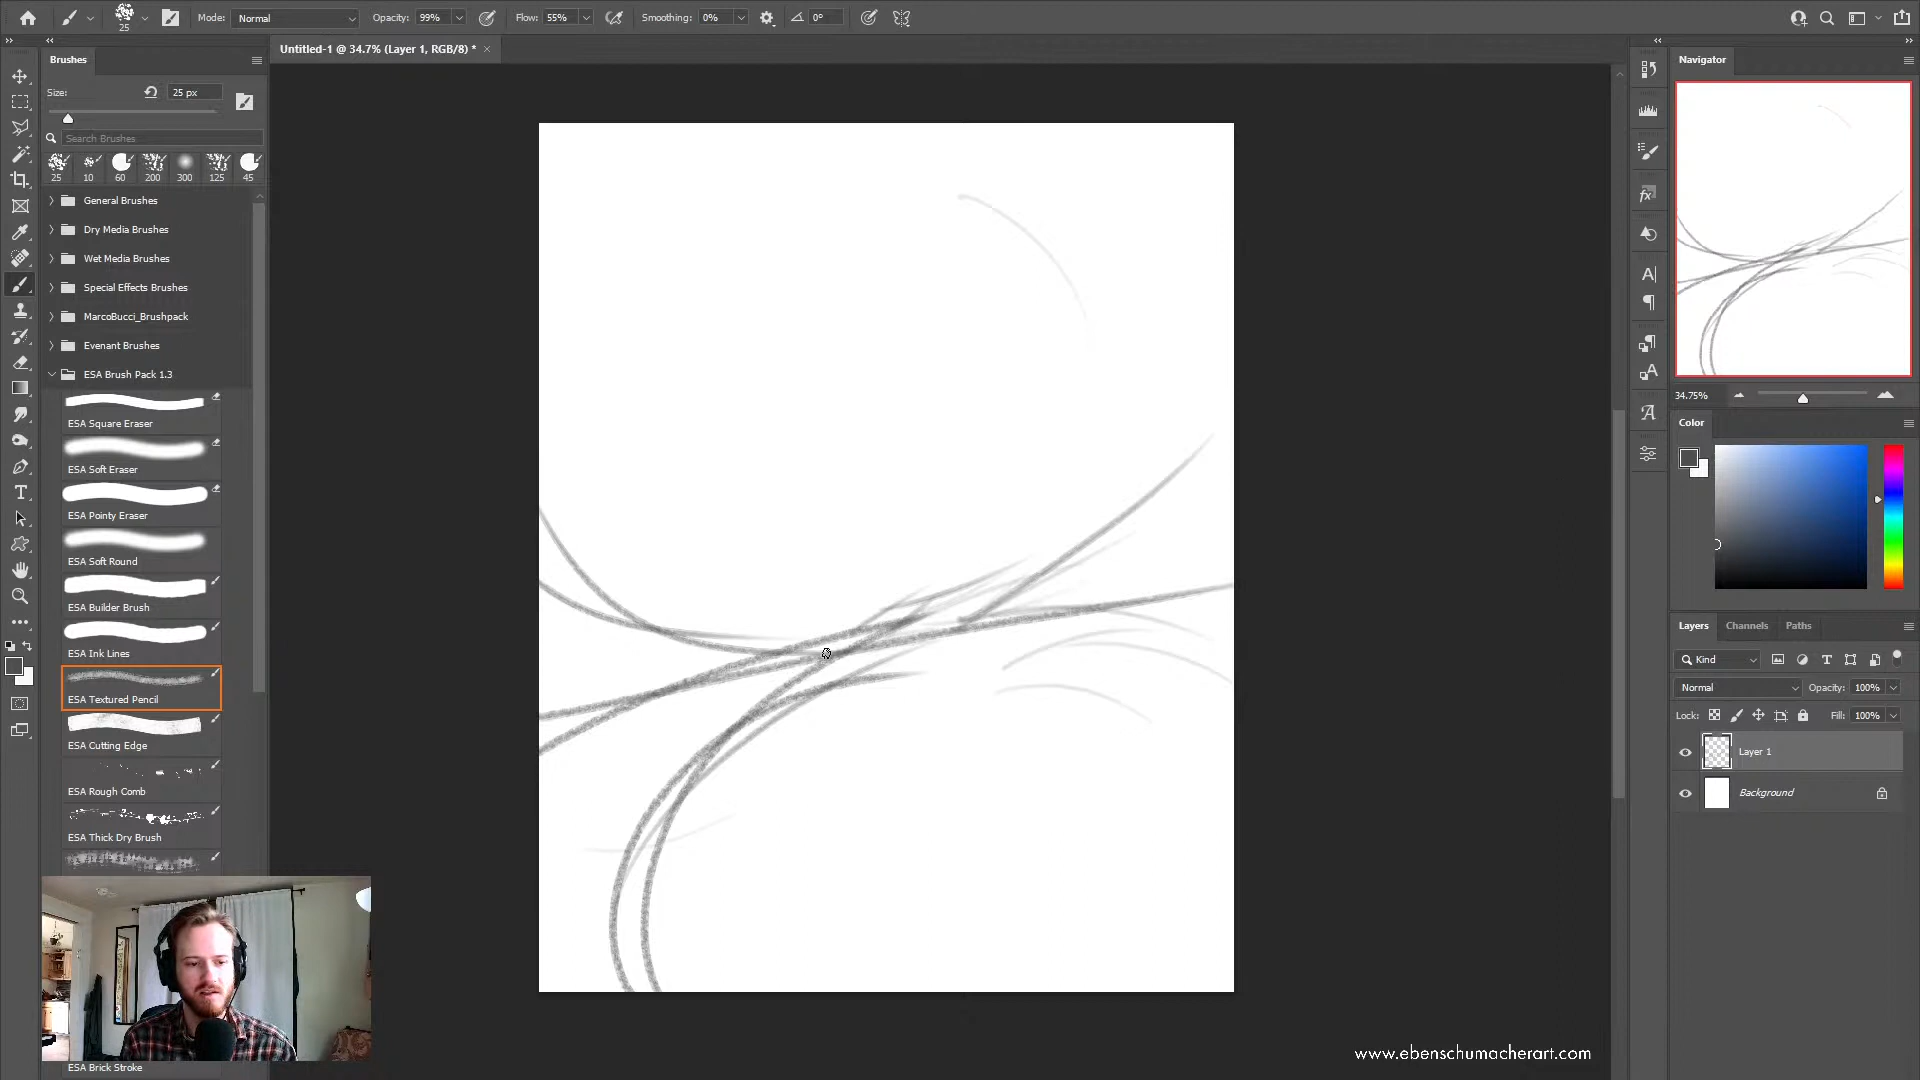 Mode: Normal Opacity: 99% Flow: 55% Smoothing: 0% 0°
25
Untitled-1 @ 34.7% (Layer 1, RGB/8) * ×
Brushes
Size: 25 px
Search Brushes
25 10 60 200 300 125 45
General Brushes
Dry Media Brushes
Wet Media Brushes
Special Effects Brushes
MarcoBucci_Brushpack
Evenant Brushes
ESA Brush Pack 1.3
ESA Square Eraser
ESA Soft Eraser
ESA Pointy Eraser
ESA Soft Round
ESA Builder Brush
ESA Ink Lines
ESA Textured Pencil
ESA Cutting Edge
ESA Rough Comb
ESA Thick Dry Brush
ESA Brick Stroke
Navigator
34.75%
Color
Layers Channels Paths
Kind
Normal Opacity: 100%
Lock: Fill: 100%
Layer 1
Background
www.ebenschumacherart.com